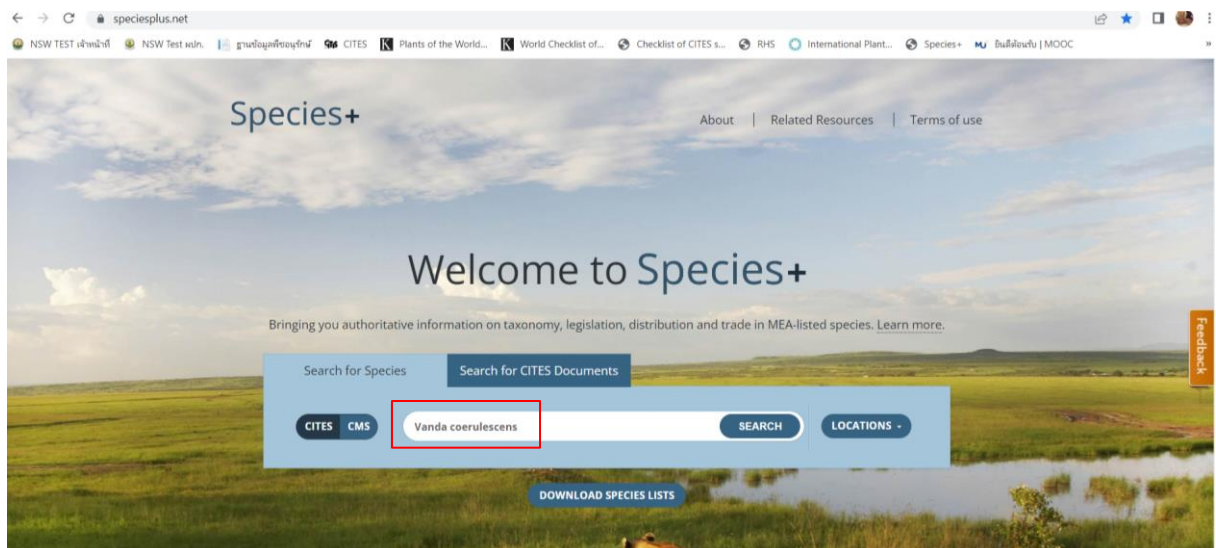 speciesplus.net
NSW TEST เจ้าหน้าที่ NSW Test ผปก. ฐานข้อมูลพืชอนุรักษ์ CITES Plants of the World... World Checklist of... Checklist of CITES s... RHS International Plant... Species+ MJ ยินดีต้อนรับ | MOOC »
Species+
About | Related Resources | Terms of use
Welcome to Species+
Bringing you authoritative information on taxonomy, legislation, distribution and trade in MEA-listed species. Learn more.
Feedback
Search for Species Search for CITES Documents
CITES CMS Vanda coerulescens SEARCH LOCATIONS
DOWNLOAD SPECIES LISTS